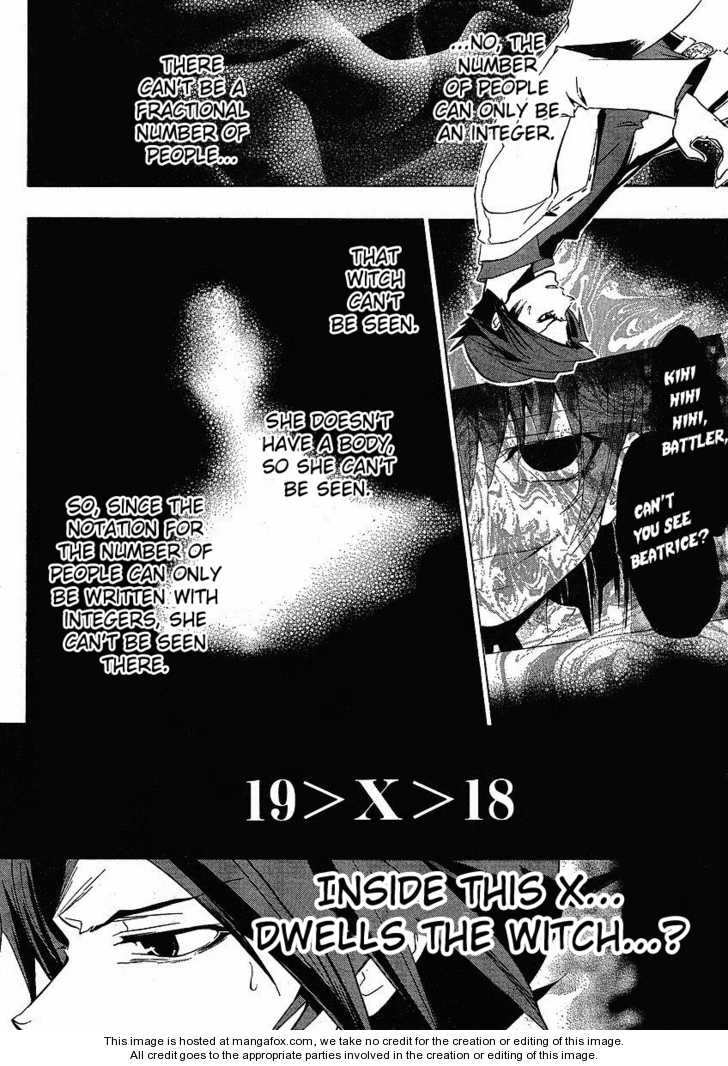 ...NO, THE
NUMBER
OF PEOPLE
CAN ONLY BE
AN INTEGER.
THERE
CAN'T BE A
FRACTIONAL
NUMBER OF
PEOPLE...
KIHI
HIHI
HIHI,
BATTLER,
CAN'T
YOU SEE
BEATRICE?
THAT
WITCH
CAN'T
BE SEEN.
SHE DOESN'T
HAVE A BODY,
SO SHE CAN'T
BE SEEN.
SO, SINCE THE
NOTATION FOR
THE NUMBER OF
PEOPLE CAN ONLY
BE WRITTEN WITH
INTEGERS, SHE
CAN'T BE SEEN
THERE.
19>X>18
INSIDE THIS X...
DWELLS THE WITCH...?
This image is hosted at mangafox.com, we take no credit for the creation or editing of this image.
All credit goes to the appropriate parties involved in the creation or editing of this image.